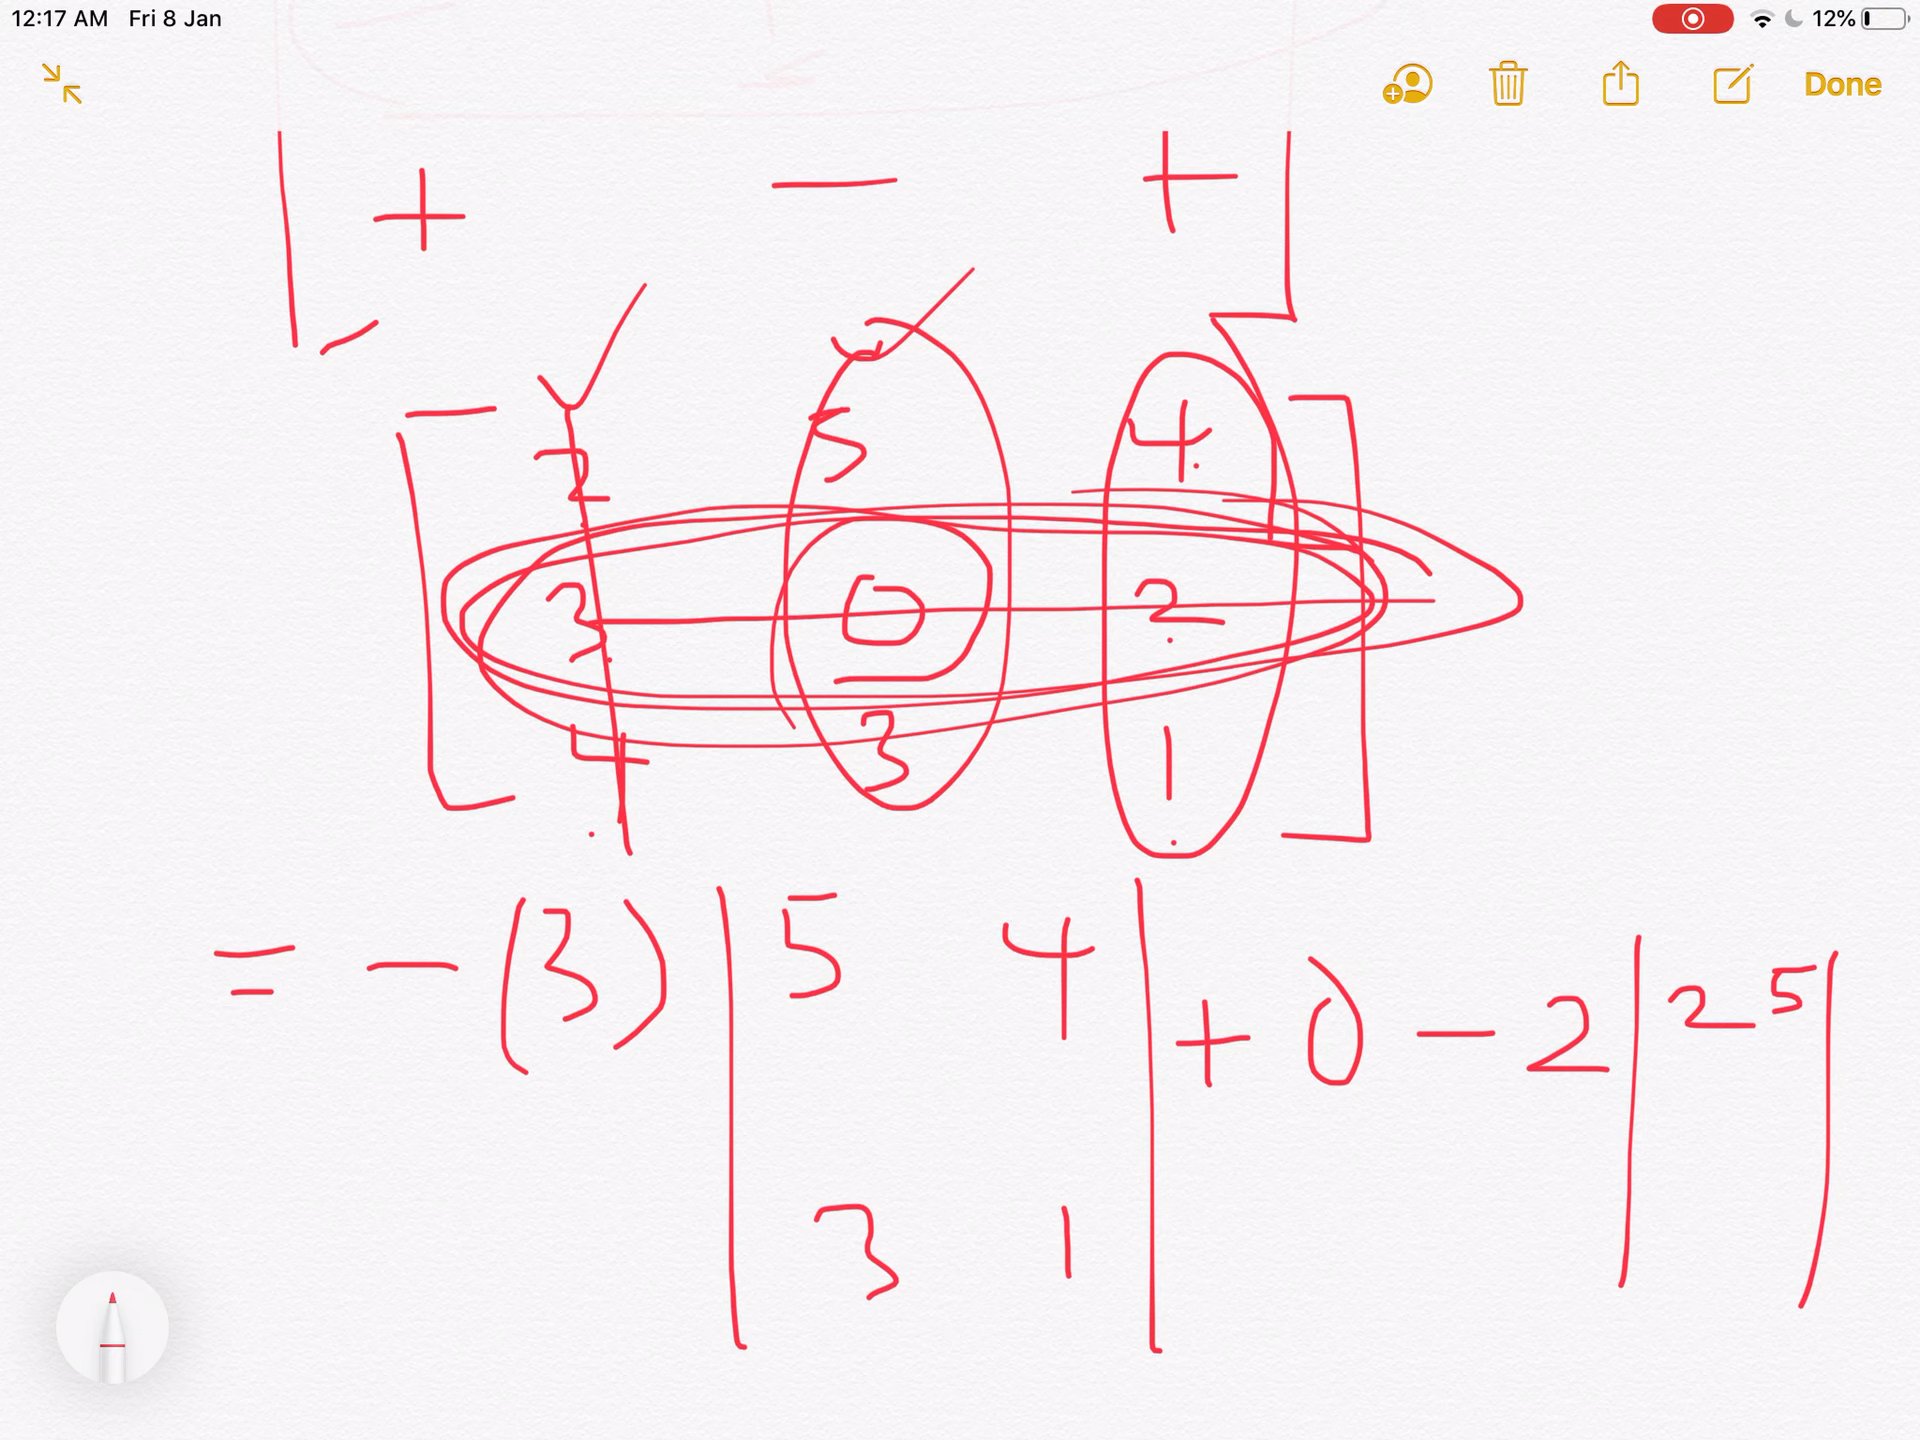 12:17 AM Fri 8 Jan 12%
Done
+ − +
2 5 4
3 0 2
4 3 1
= − (3) | 5 4 | + 0 − 2 | 2 5 |
3 1